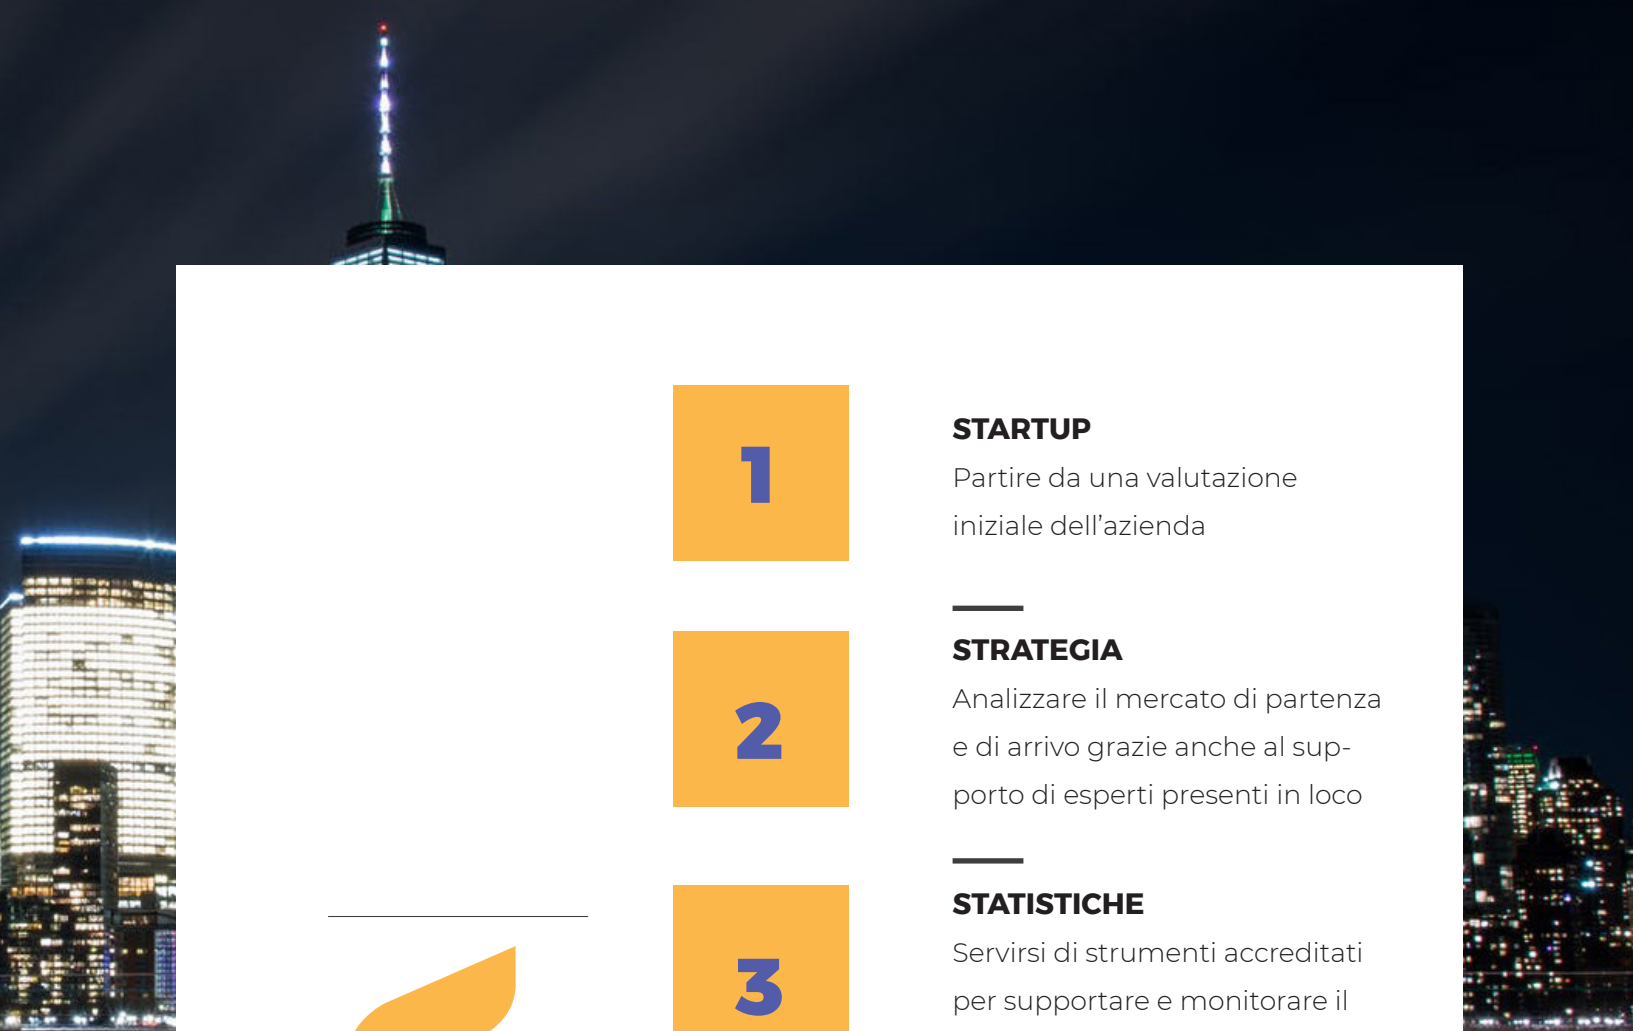 1
STARTUP
Partire da una valutazione
iniziale dell’azienda
2
STRATEGIA
Analizzare il mercato di partenza
e di arrivo grazie anche al sup-
porto di esperti presenti in loco
3
STATISTICHE
Servirsi di strumenti accreditati
per supportare e monitorare il